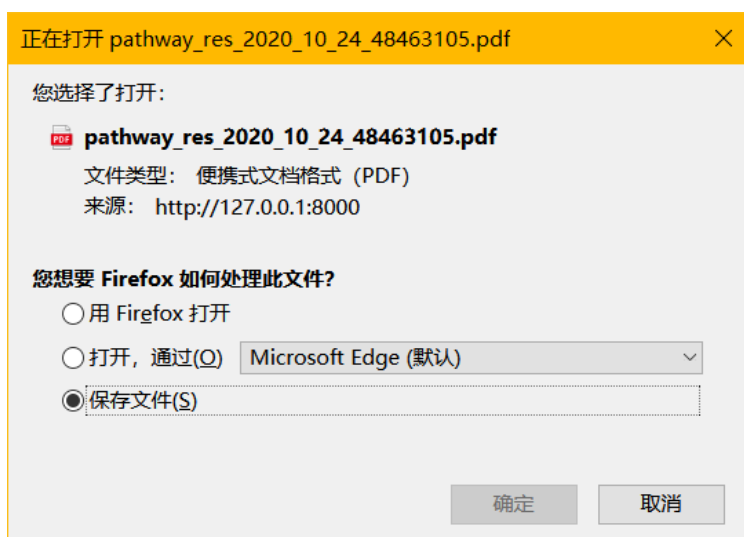 正在打开 pathway_res_2020_10_24_48463105.pdf
您选择了打开：
PDF
pathway_res_2020_10_24_48463105.pdf
文件类型： 便携式文档格式 (PDF)
来源： http://127.0.0.1:8000
您想要 Firefox 如何处理此文件？
用 Firefox 打开
打开，通过(O) Microsoft Edge (默认)
保存文件(S)
确定 取消